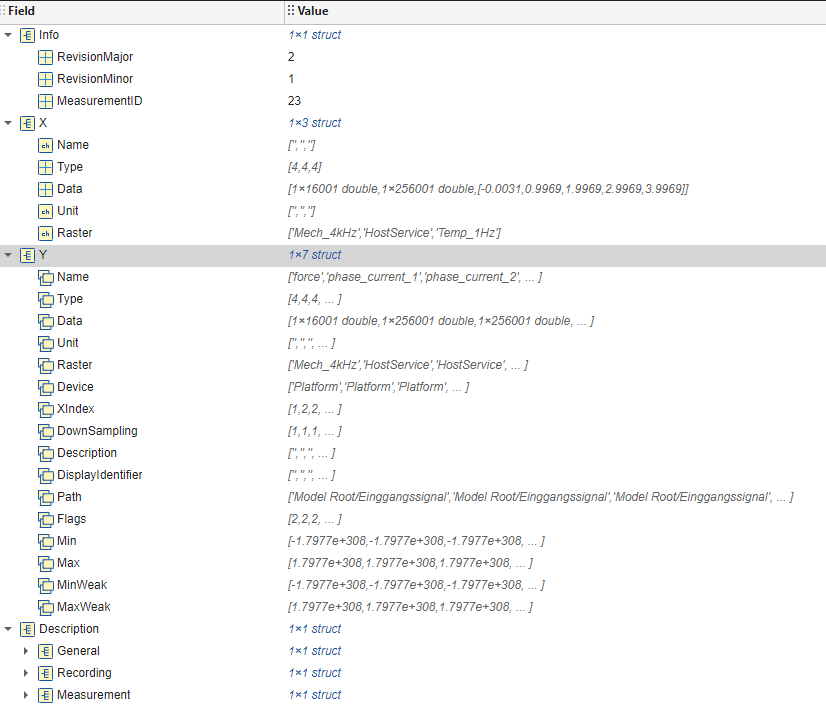 Field Value
Info 1×1 struct
RevisionMajor 2
RevisionMinor 1
MeasurementID 23
X 1×3 struct
ch Name ['','','']
Type [4,4,4]
Data [1×16001 double,1×256001 double,[-0.0031,0.9969,1.9969,2.9969,3.9969]]
ch Unit ['','','']
ch Raster ['Mech_4kHz','HostService','Temp_1Hz']
Y 1×7 struct
Name ['force','phase_current_1','phase_current_2', ... ]
Type [4,4,4, ... ]
Data [1×16001 double,1×256001 double,1×256001 double, ... ]
Unit ['','','', ... ]
Raster ['Mech_4kHz','HostService','HostService', ... ]
Device ['Platform','Platform','Platform', ... ]
XIndex [1,2,2, ... ]
DownSampling [1,1,1, ... ]
Description ['','','', ... ]
DisplayIdentifier ['','','', ... ]
Path ['Model Root/Einggangssignal','Model Root/Einggangssignal','Model Root/Einggangssignal', ... ]
Flags [2,2,2, ... ]
Min [-1.7977e+308,-1.7977e+308,-1.7977e+308, ... ]
Max [1.7977e+308,1.7977e+308,1.7977e+308, ... ]
MinWeak [-1.7977e+308,-1.7977e+308,-1.7977e+308, ... ]
MaxWeak [1.7977e+308,1.7977e+308,1.7977e+308, ... ]
Description 1×1 struct
General 1×1 struct
Recording 1×1 struct
Measurement 1×1 struct